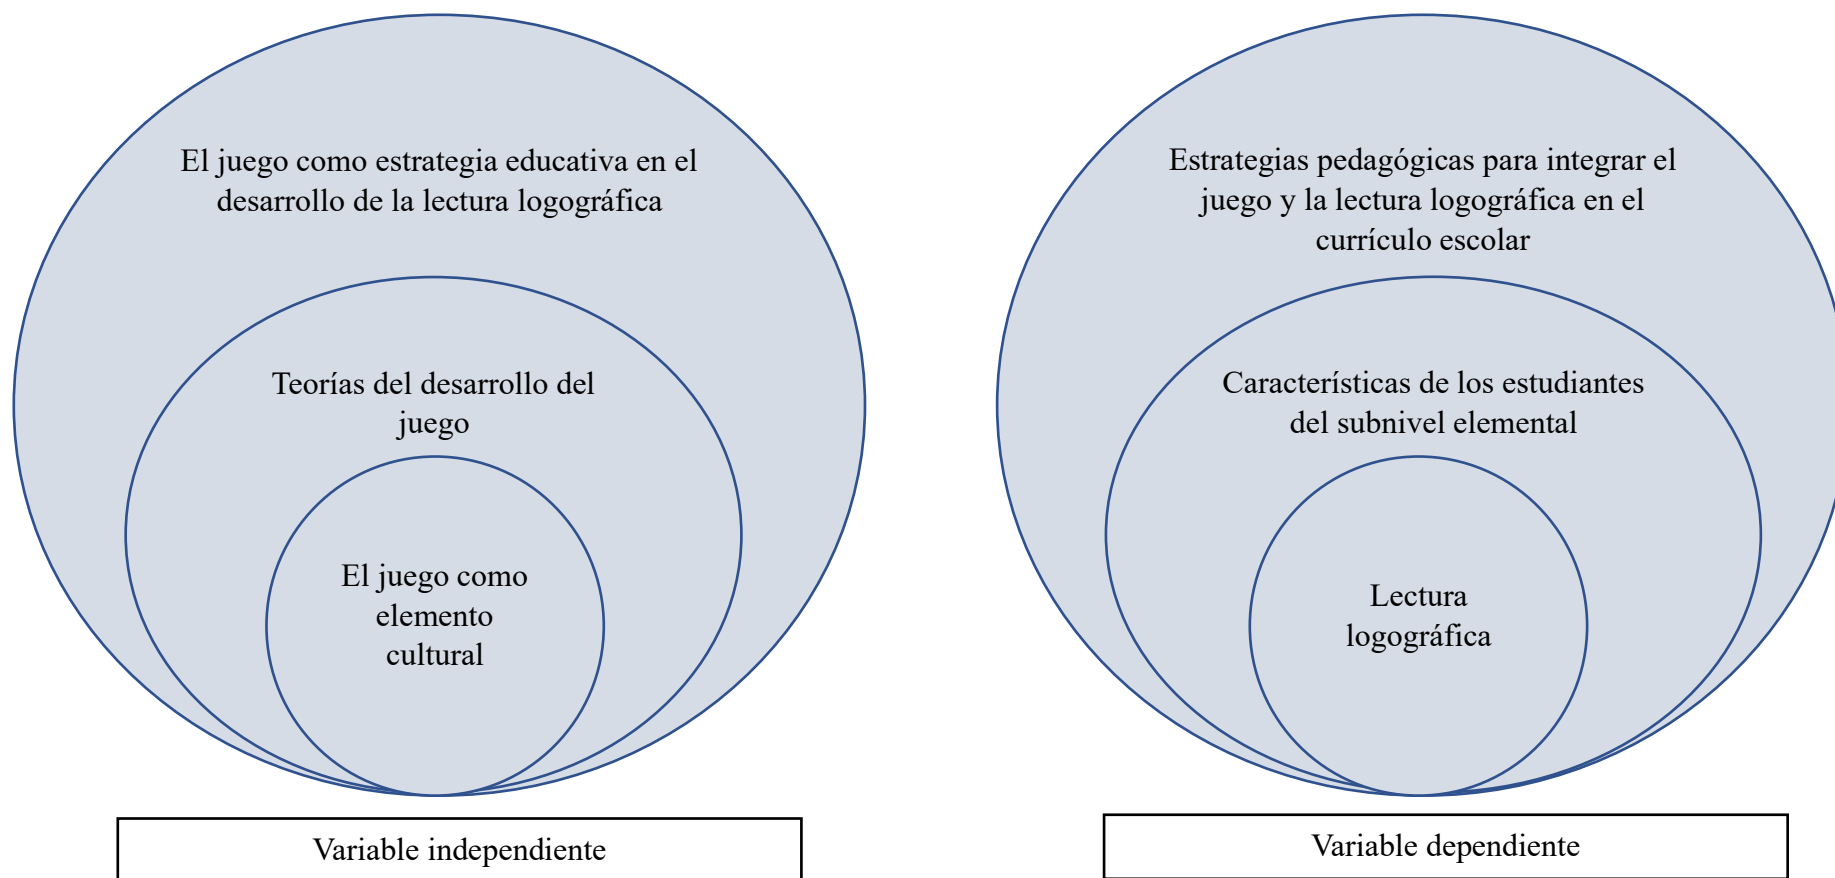 El juego como estrategia educativa en el
desarrollo de la lectura logográfica
Teorías del desarrollo del
juego
El juego como
elemento
cultural
Variable independiente
Estrategias pedagógicas para integrar el
juego y la lectura logográfica en el
currículo escolar
Características de los estudiantes
del subnivel elemental
Lectura
logográfica
Variable dependiente